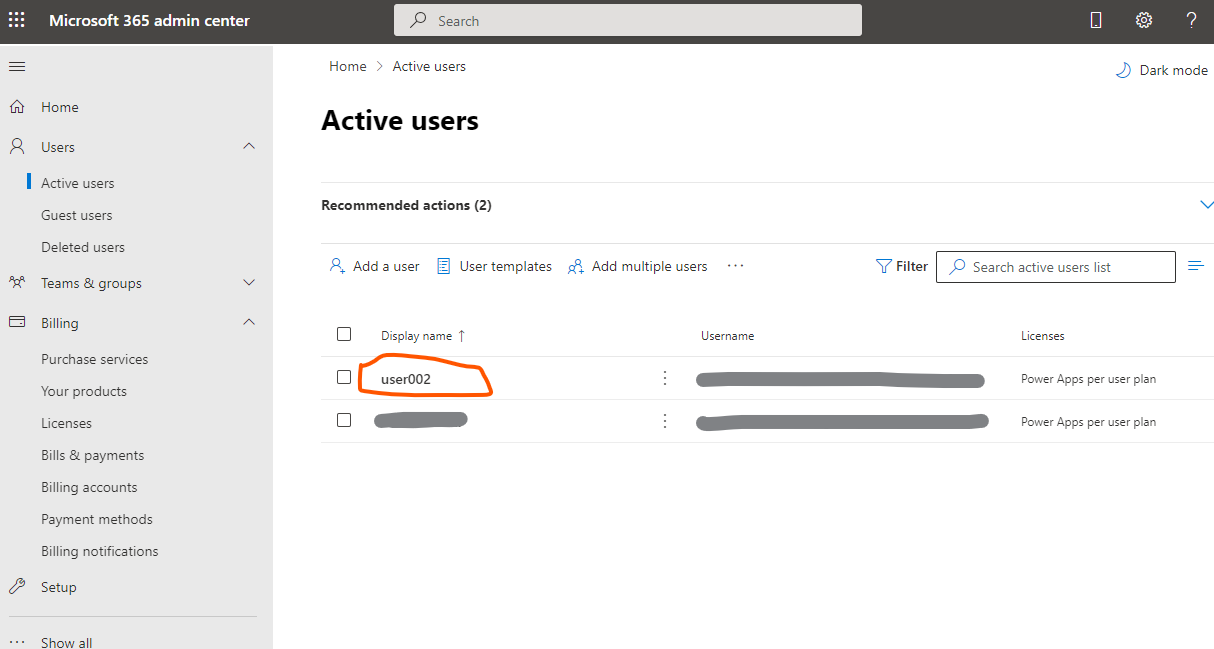 Microsoft 365 admin center
Search
?
Home > Active users
Dark mode
Active users
Home
Users
Active users
Guest users
Deleted users
Teams & groups
Billing
Purchase services
Your products
Licenses
Bills & payments
Billing accounts
Payment methods
Billing notifications
Setup
Show all
Recommended actions (2)
Add a user User templates Add multiple users ... Filter Search active users list
Display name ↑ Username Licenses
user002 Power Apps per user plan
Power Apps per user plan